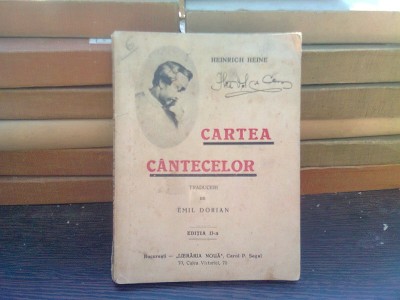 HEINRICH HEINE
CARTEA
CÂNTECELOR
TRADUCERE
DE
EMIL DORIAN
EDIȚIA II-a
București — „LIBRĂRIA NOUĂ”, Carol P. Segal
71, Calea Victoriei, 71